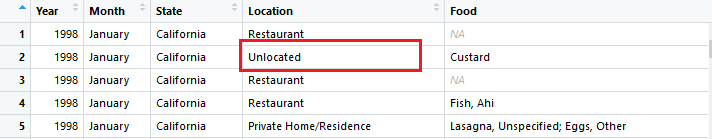 Year Month State Location Food
1 1998 January California Restaurant NA
2 1998 January California Unlocated Custard
3 1998 January California Restaurant NA
4 1998 January California Restaurant Fish, Ahi
5 1998 January California Private Home/Residence Lasagna, Unspecified; Eggs, Other